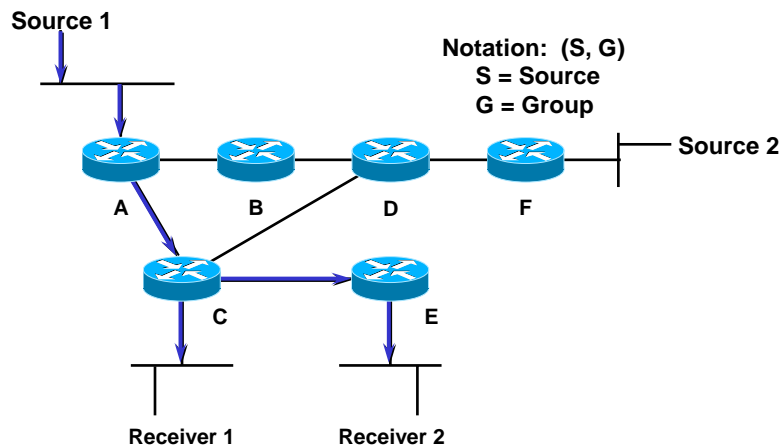 Source 1
Notation: (S, G)
S = Source
G = Group
Source 2
A
B
D
F
C
E
Receiver 1
Receiver 2